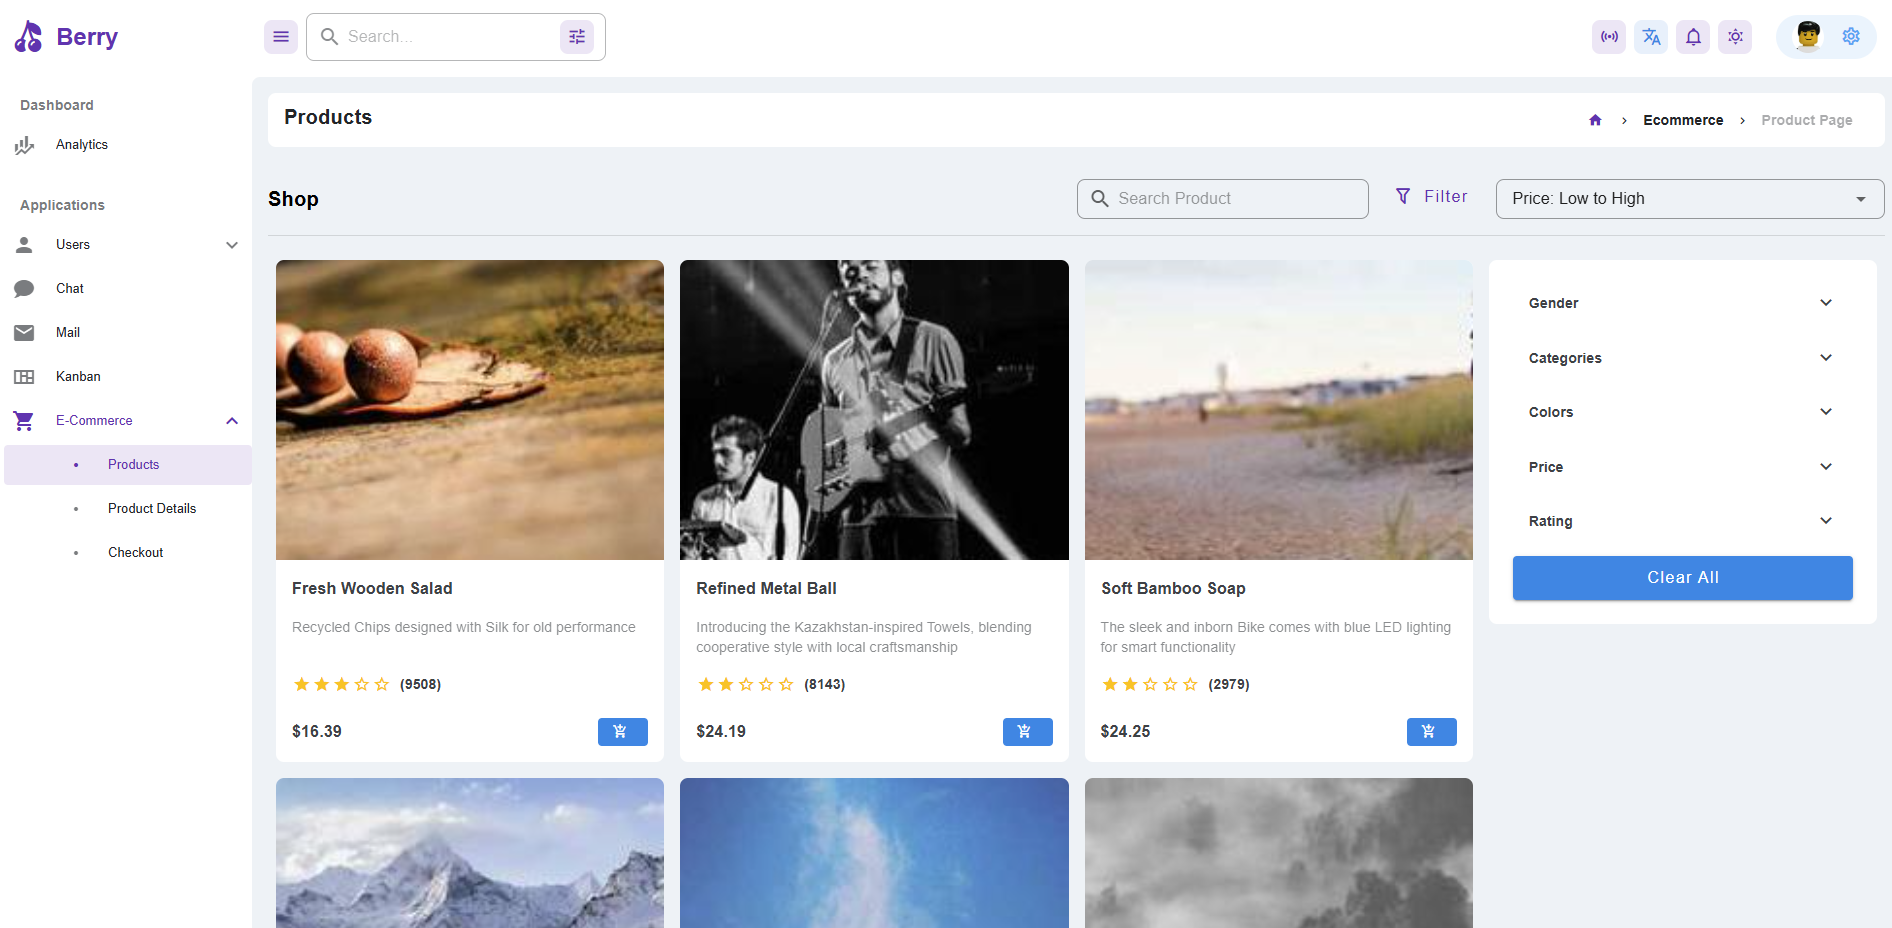 Berry
Search...
Dashboard
Analytics
Applications
Users
Chat
Mail
Kanban
E-Commerce
Products
Product Details
Checkout
Products
Ecommerce
Product Page
Shop
Search Product
Filter
Price: Low to High
Fresh Wooden Salad
Recycled Chips designed with Silk for old performance
(9508)
$16.39
Refined Metal Ball
Introducing the Kazakhstan-inspired Towels, blending
cooperative style with local craftsmanship
(8143)
$24.19
Soft Bamboo Soap
The sleek and inborn Bike comes with blue LED lighting
for smart functionality
(2979)
$24.25
Gender
Categories
Colors
Price
Rating
Clear All